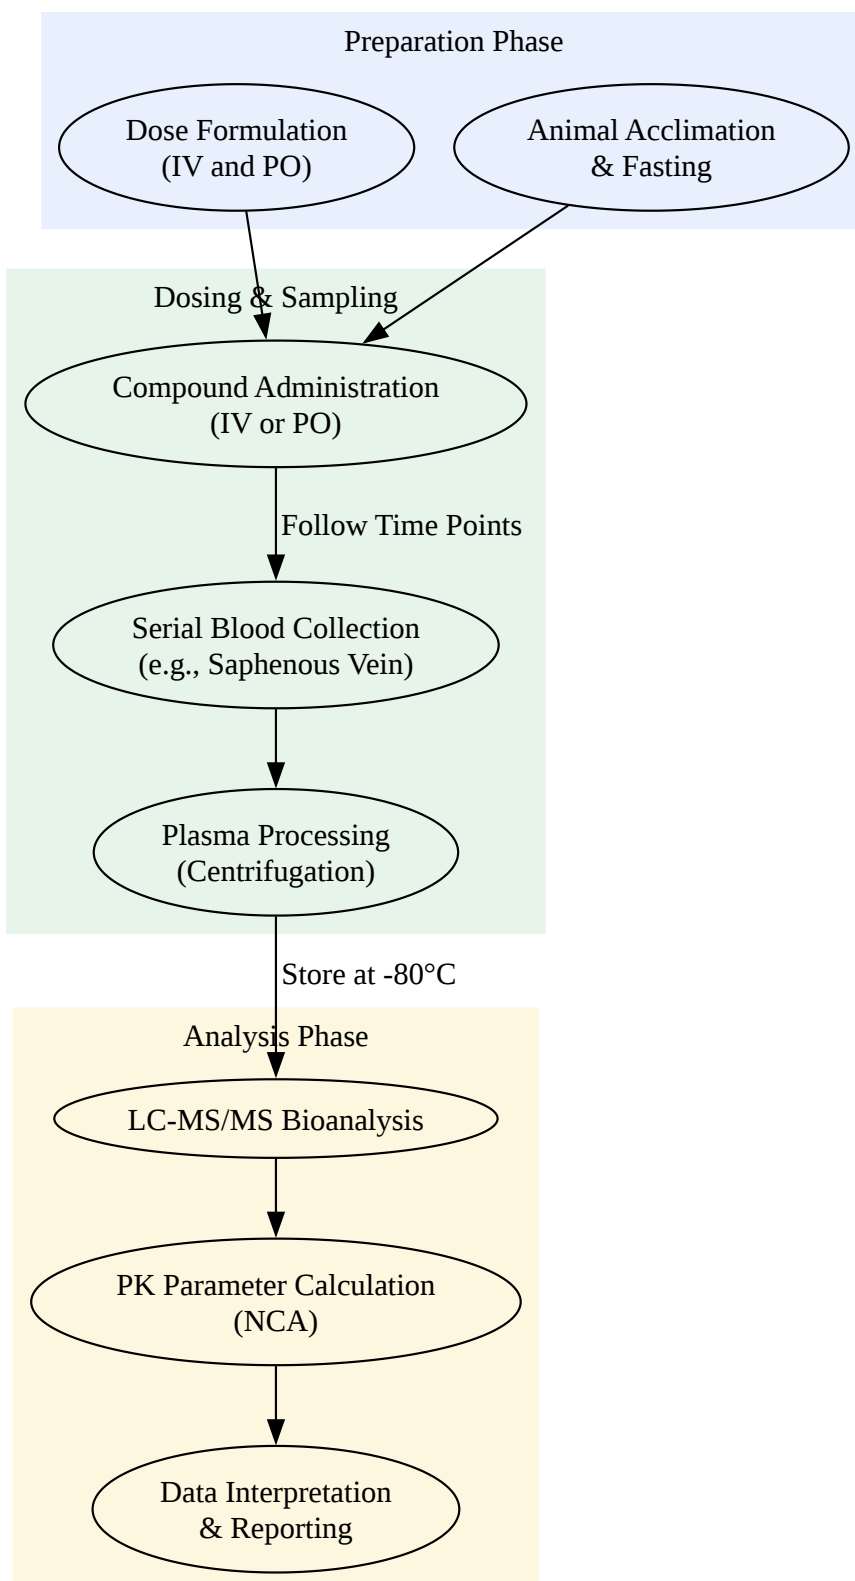 Preparation Phase
Dose Formulation
(IV and PO)
Animal Acclimation
& Fasting
Dosing & Sampling
Compound Administration
(IV or PO)
Follow Time Points
Serial Blood Collection
(e.g., Saphenous Vein)
Plasma Processing
(Centrifugation)
Store at -80°C
Analysis Phase
LC-MS/MS Bioanalysis
PK Parameter Calculation
(NCA)
Data Interpretation
& Reporting